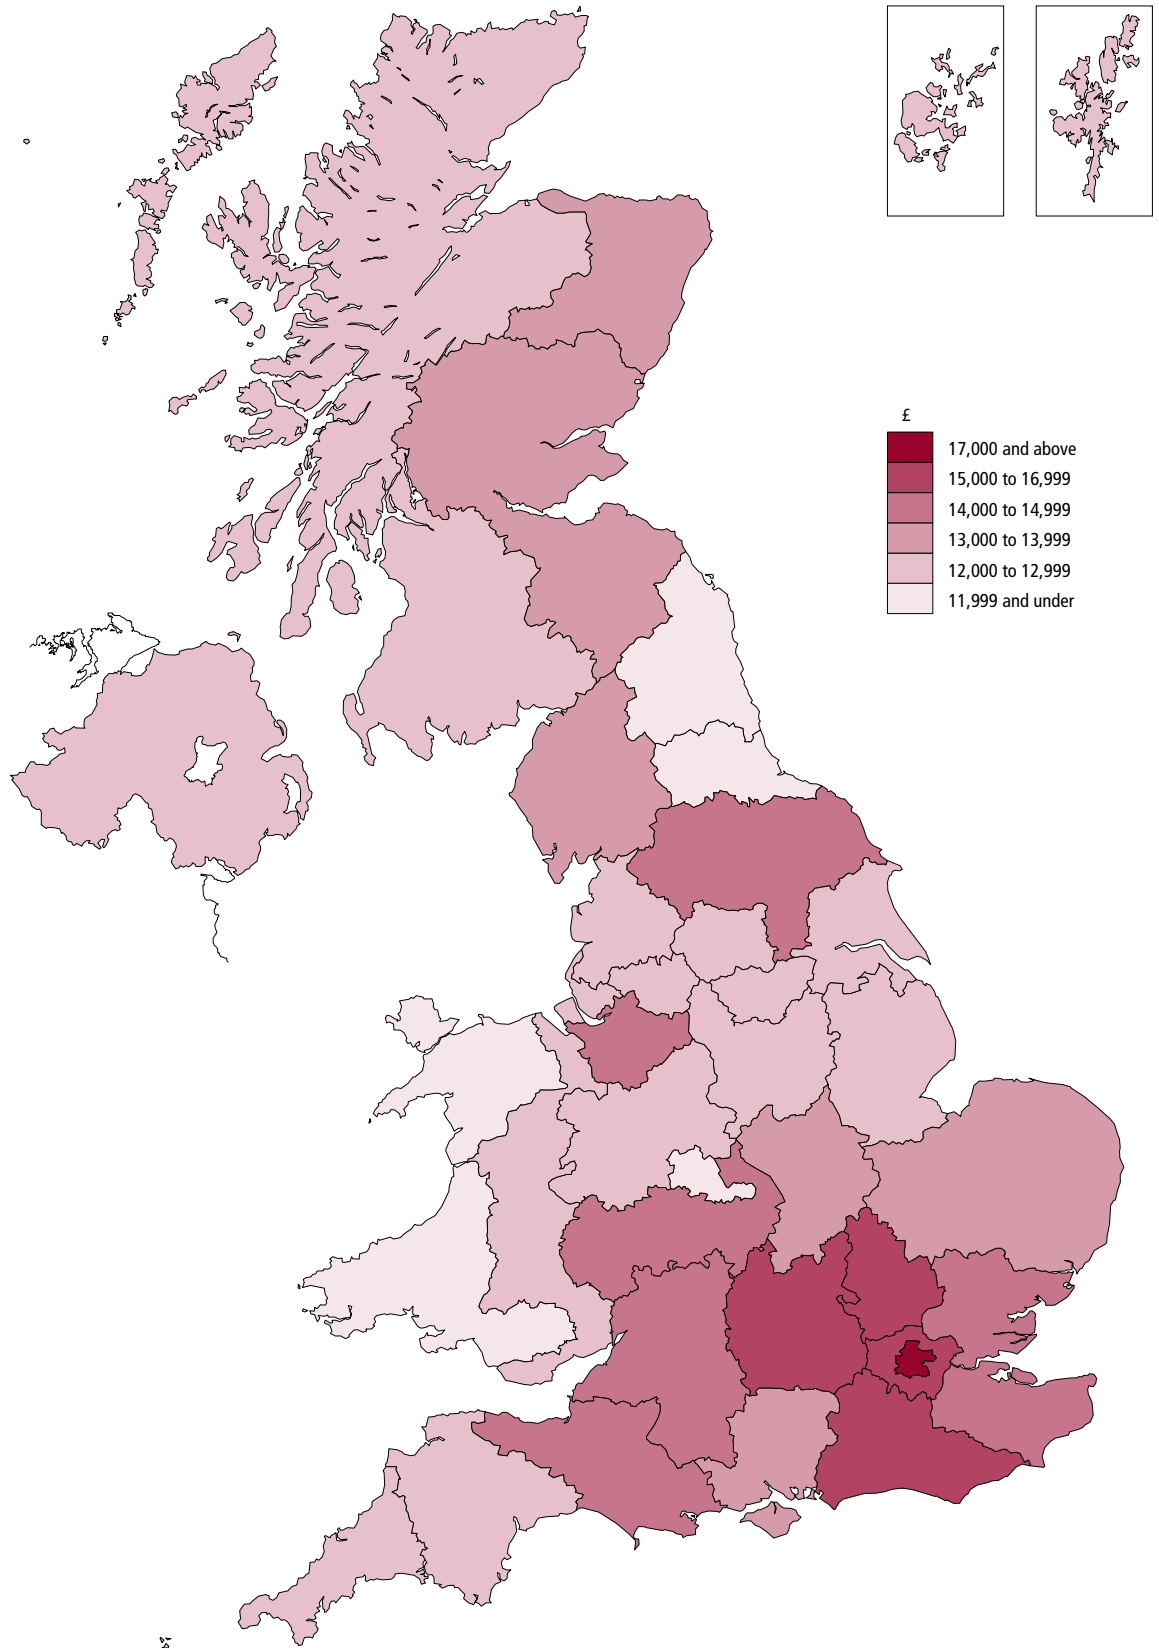 £
17,000 and above
15,000 to 16,999
14,000 to 14,999
13,000 to 13,999
12,000 to 12,999
11,999 and under